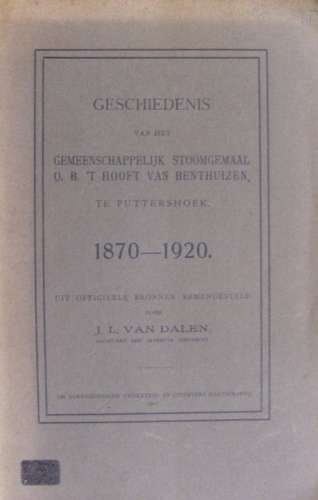 GESCHIEDENIS
VAN HET
GEMEENSCHAPPELIJK STOOMGEMAAL
O. B. 'T HOOFT VAN BENTHUIZEN,
TE PUTTERSHOEK.
1870—1920.
UIT OFFICIEELE BRONNEN SAMENGESTELD
DOOR
J. L. VAN DALEN,